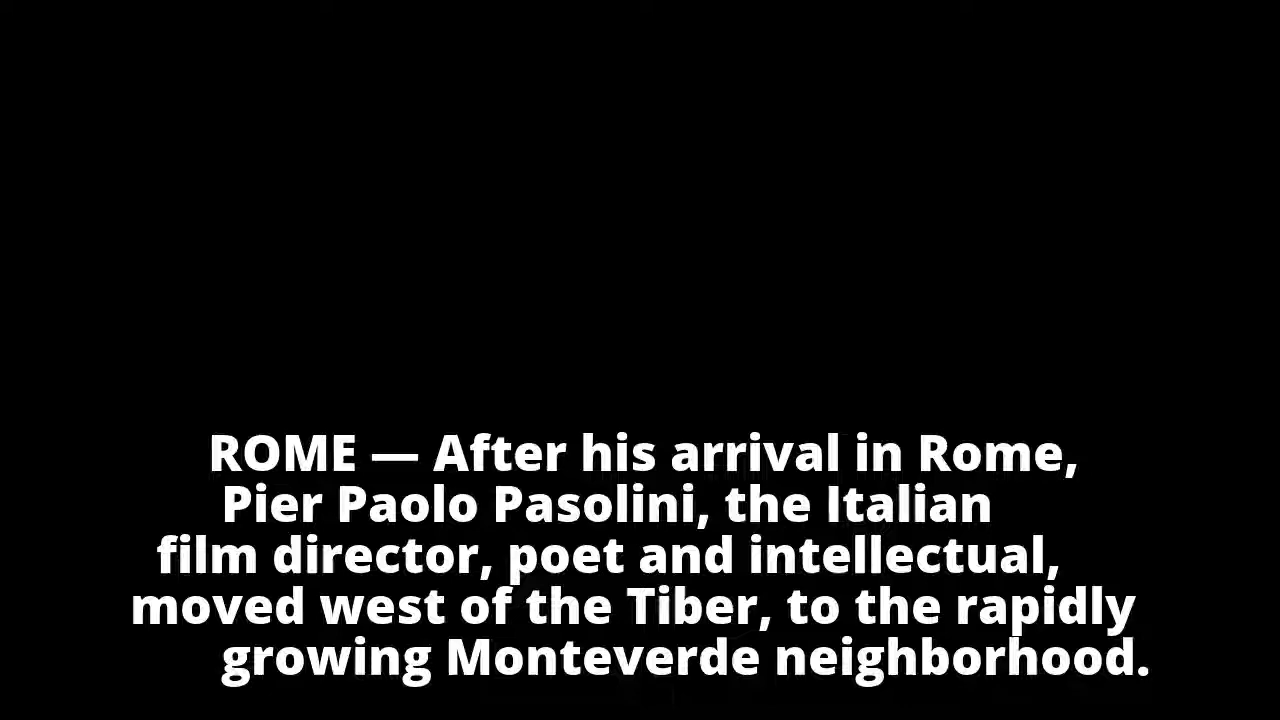 ROME — After his arrival in Rome,
Pier Paolo Pasolini, the Italian
film director, poet and intellectual,
moved west of the Tiber, to the rapidly
growing Monteverde neighborhood.